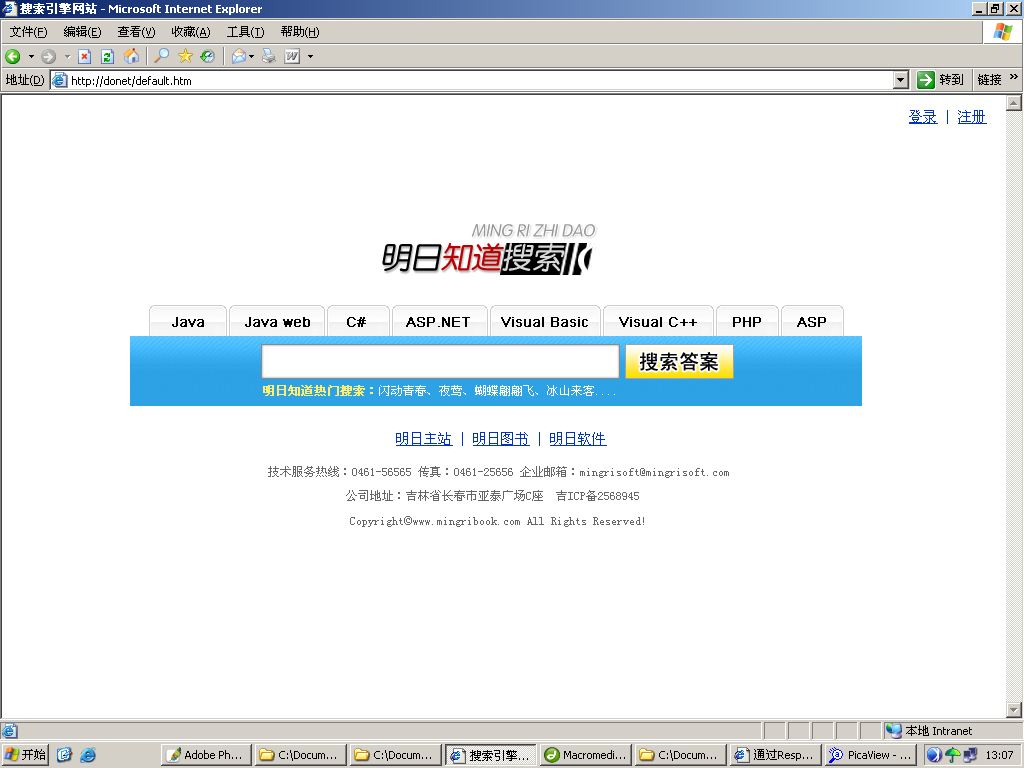 搜索引擎网站 - Microsoft Internet Explorer
文件(F) 编辑(E) 查看(V) 收藏(A) 工具(T) 帮助(H)
地址(D) http://donet/default.htm 转到 链接 »
登录 | 注册
MING RI ZHI DAO
明日知道搜索
Java Java web C# ASP.NET Visual Basic Visual C++ PHP ASP
搜索答案
明日知道热门搜索：闪动青春、夜莺、蝴蝶翩翩飞、冰山来客....
明日主站 | 明日图书 | 明日软件
技术服务热线：0461-56565 传真：0461-25656 企业邮箱：mingrisoft@mingrisoft.com
公司地址：吉林省长春市亚泰广场C座 吉ICP备2568945
Copyright©www.mingribook.com All Rights Reserved!
本地 Intranet
开始 Adobe Ph... C:\Docum... C:\Docum... 搜索引擎... Macromedi... C:\Docum... 通过Resp... PicaView - ... 13:07